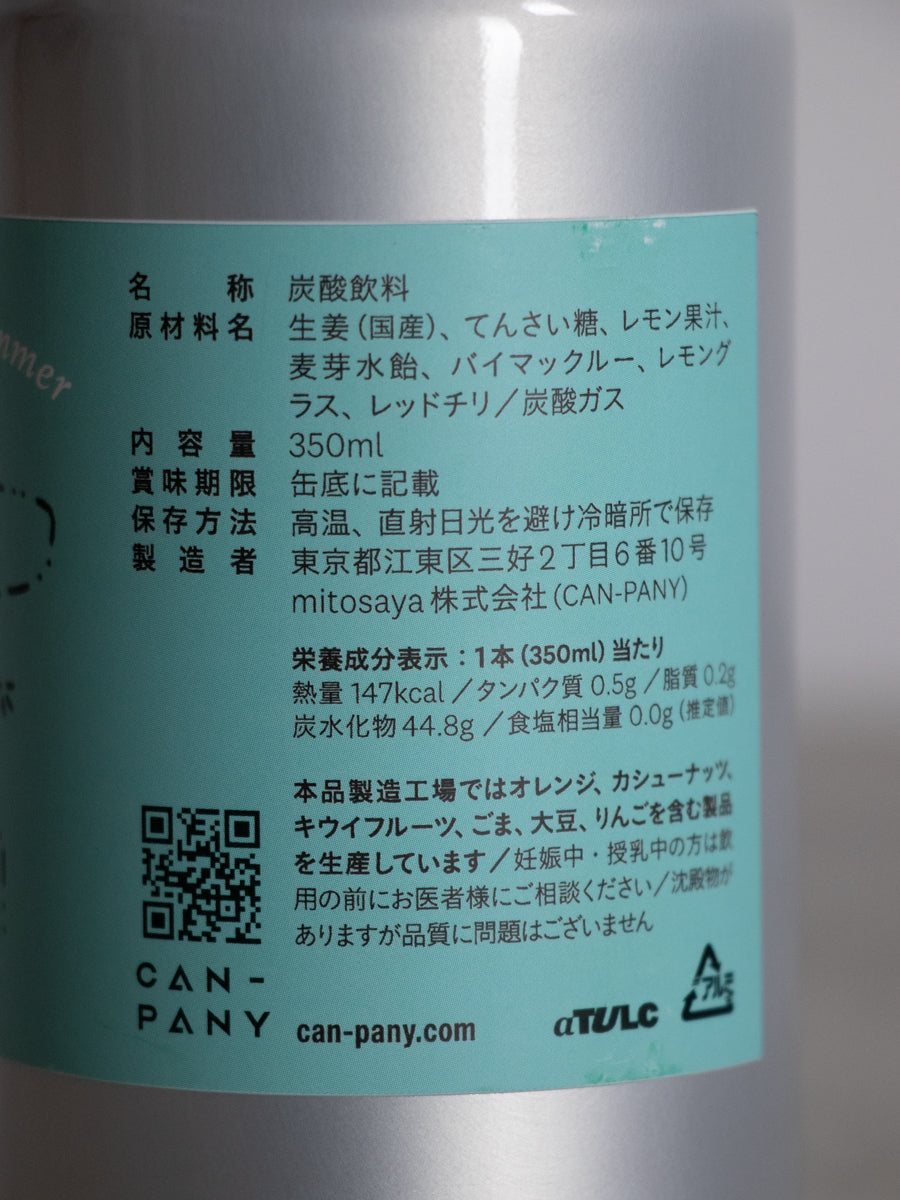 mmer
名称 炭酸飲料
原材料名 生姜（国産）、てんさい糖、レモン果汁、
麦芽水飴、バイマックルー、レモング
ラス、レッドチリ／炭酸ガス
内容量 350ml
賞味期限 缶底に記載
保存方法 高温、直射日光を避け冷暗所で保存
製造者 東京都江東区三好2丁目6番10号
mitosaya株式会社（CAN-PANY）
栄養成分表示：1本（350ml）当たり
熱量 147kcal／タンパク質 0.5g／脂質 0.2g
炭水化物 44.8g／食塩相当量 0.0g（推定値）
本品製造工場ではオレンジ、カシューナッツ、
キウイフルーツ、ごま、大豆、りんごを含む製品
を生産しています／妊娠中・授乳中の方は飲
用の前にお医者様にご相談ください／沈殿物が
ありますが品質に問題はございません
CAN-
PANY
can-pany.com
αTULC
アルミ